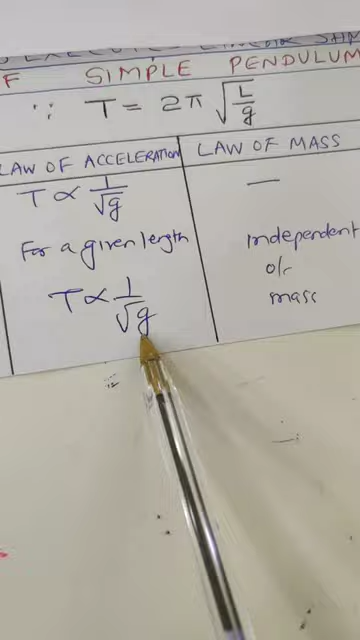 F SIMPLE PENDULUM
∵ T = 2π √(L/g)
LAW OF ACCELERATION
T ∝ 1/√g
For a given length
T ∝ 1/√g
LAW OF MASS
—
Independent
of
mass